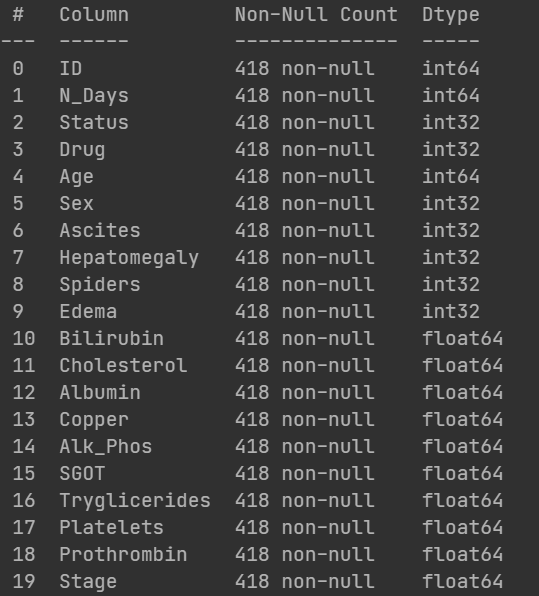 #   Column         Non-Null Count  Dtype
---  ------         --------------  -----
 0   ID             418 non-null    int64
 1   N_Days         418 non-null    int64
 2   Status         418 non-null    int32
 3   Drug           418 non-null    int32
 4   Age            418 non-null    int64
 5   Sex            418 non-null    int32
 6   Ascites        418 non-null    int32
 7   Hepatomegaly   418 non-null    int32
 8   Spiders        418 non-null    int32
 9   Edema          418 non-null    int32
 10  Bilirubin      418 non-null    float64
 11  Cholesterol    418 non-null    float64
 12  Albumin        418 non-null    float64
 13  Copper         418 non-null    float64
 14  Alk_Phos       418 non-null    float64
 15  SGOT           418 non-null    float64
 16  Tryglicerides  418 non-null    float64
 17  Platelets      418 non-null    float64
 18  Prothrombin    418 non-null    float64
 19  Stage          418 non-null    float64